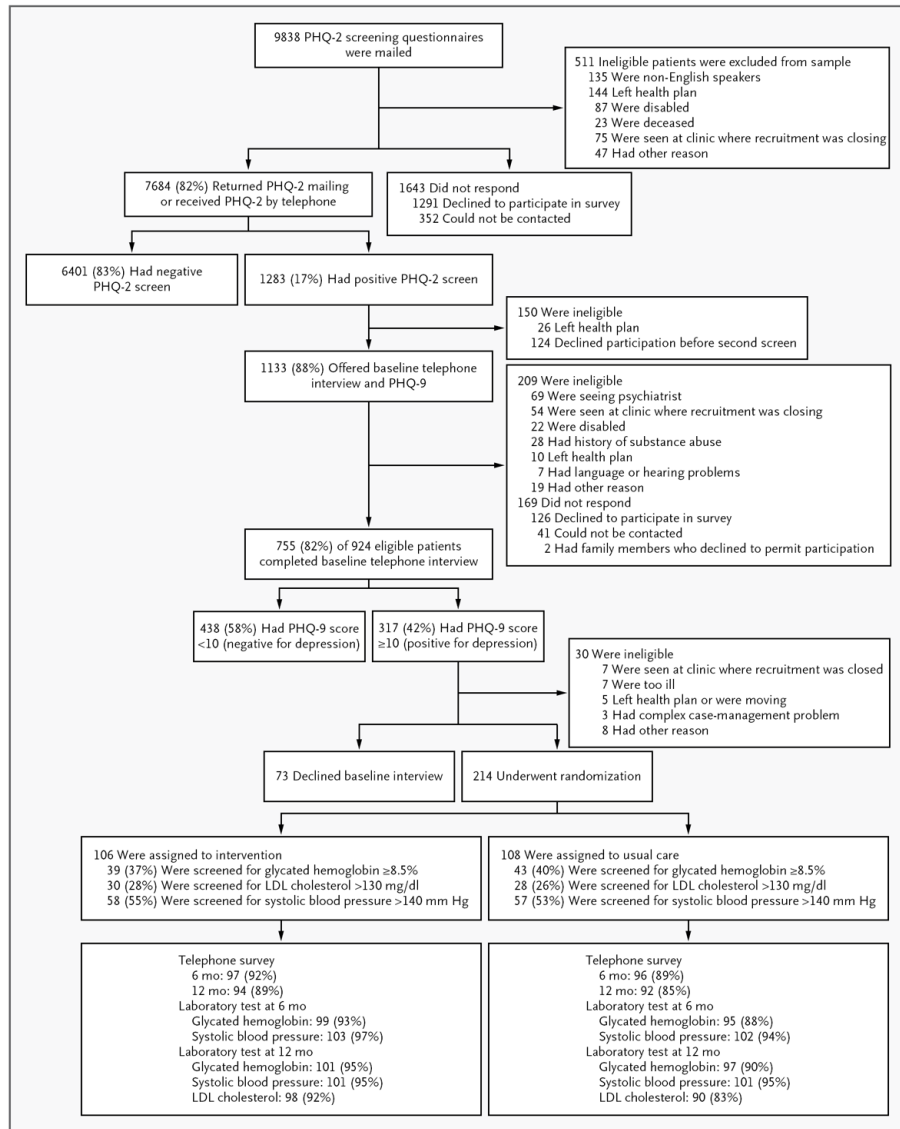 9838 PHQ-2 screening questionnaires
were mailed
511 Ineligible patients were excluded from sample
135 Were non-English speakers
144 Left health plan
87 Were disabled
23 Were deceased
75 Were seen at clinic where recruitment was closing
47 Had other reason
7684 (82%) Returned PHQ-2 mailing
or received PHQ-2 by telephone
1643 Did not respond
1291 Declined to participate in survey
352 Could not be contacted
6401 (83%) Had negative
PHQ-2 screen
1283 (17%) Had positive PHQ-2 screen
150 Were ineligible
26 Left health plan
124 Declined participation before second screen
1133 (88%) Offered baseline telephone
interview and PHQ-9
209 Were ineligible
69 Were seeing psychiatrist
54 Were seen at clinic where recruitment was closing
22 Were disabled
28 Had history of substance abuse
10 Left health plan
7 Had language or hearing problems
19 Had other reason
169 Did not respond
126 Declined to participate in survey
41 Could not be contacted
2 Had family members who declined to permit participation
755 (82%) of 924 eligible patients
completed baseline telephone interview
438 (58%) Had PHQ-9 score
<10 (negative for depression)
317 (42%) Had PHQ-9 score
≥10 (positive for depression)
30 Were ineligible
7 Were seen at clinic where recruitment was closed
7 Were too ill
5 Left health plan or were moving
3 Had complex case-management problem
8 Had other reason
73 Declined baseline interview
214 Underwent randomization
106 Were assigned to intervention
39 (37%) Were screened for glycated hemoglobin ≥8.5%
30 (28%) Were screened for LDL cholesterol >130 mg/dl
58 (55%) Were screened for systolic blood pressure >140 mm Hg
108 Were assigned to usual care
43 (40%) Were screened for glycated hemoglobin ≥8.5%
28 (26%) Were screened for LDL cholesterol >130 mg/dl
57 (53%) Were screened for systolic blood pressure >140 mm Hg
Telephone survey
6 mo: 97 (92%)
12 mo: 94 (89%)
Laboratory test at 6 mo
Glycated hemoglobin: 99 (93%)
Systolic blood pressure: 103 (97%)
Laboratory test at 12 mo
Glycated hemoglobin: 101 (95%)
Systolic blood pressure: 101 (95%)
LDL cholesterol: 98 (92%)
Telephone survey
6 mo: 96 (89%)
12 mo: 92 (85%)
Laboratory test at 6 mo
Glycated hemoglobin: 95 (88%)
Systolic blood pressure: 102 (94%)
Laboratory test at 12 mo
Glycated hemoglobin: 97 (90%)
Systolic blood pressure: 101 (95%)
LDL cholesterol: 90 (83%)